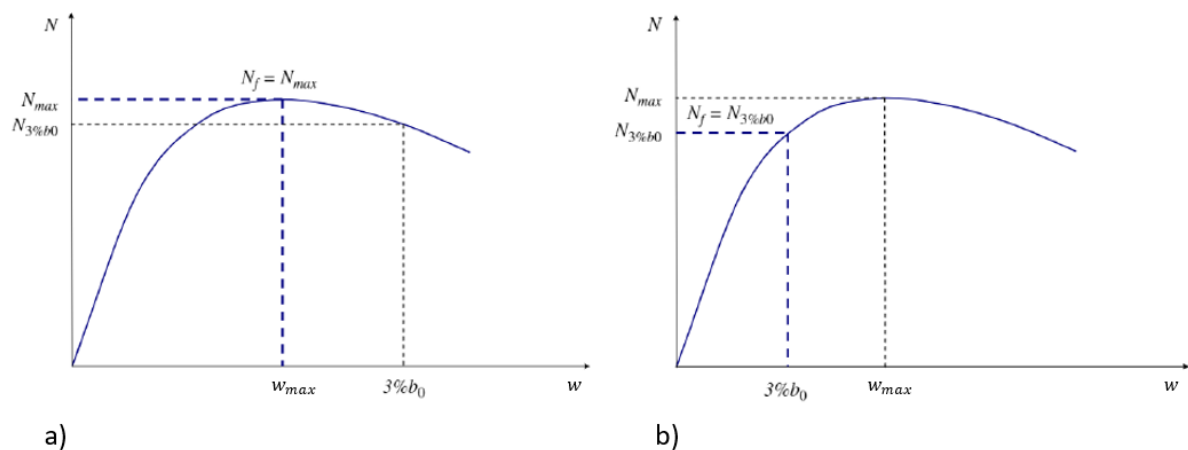 N
N_f = N_max
N_max
N_3%b0
w_max
3%b_0
w
a)
N
N_max
N_f = N_3%b0
N_3%b0
3%b_0
w_max
w
b)